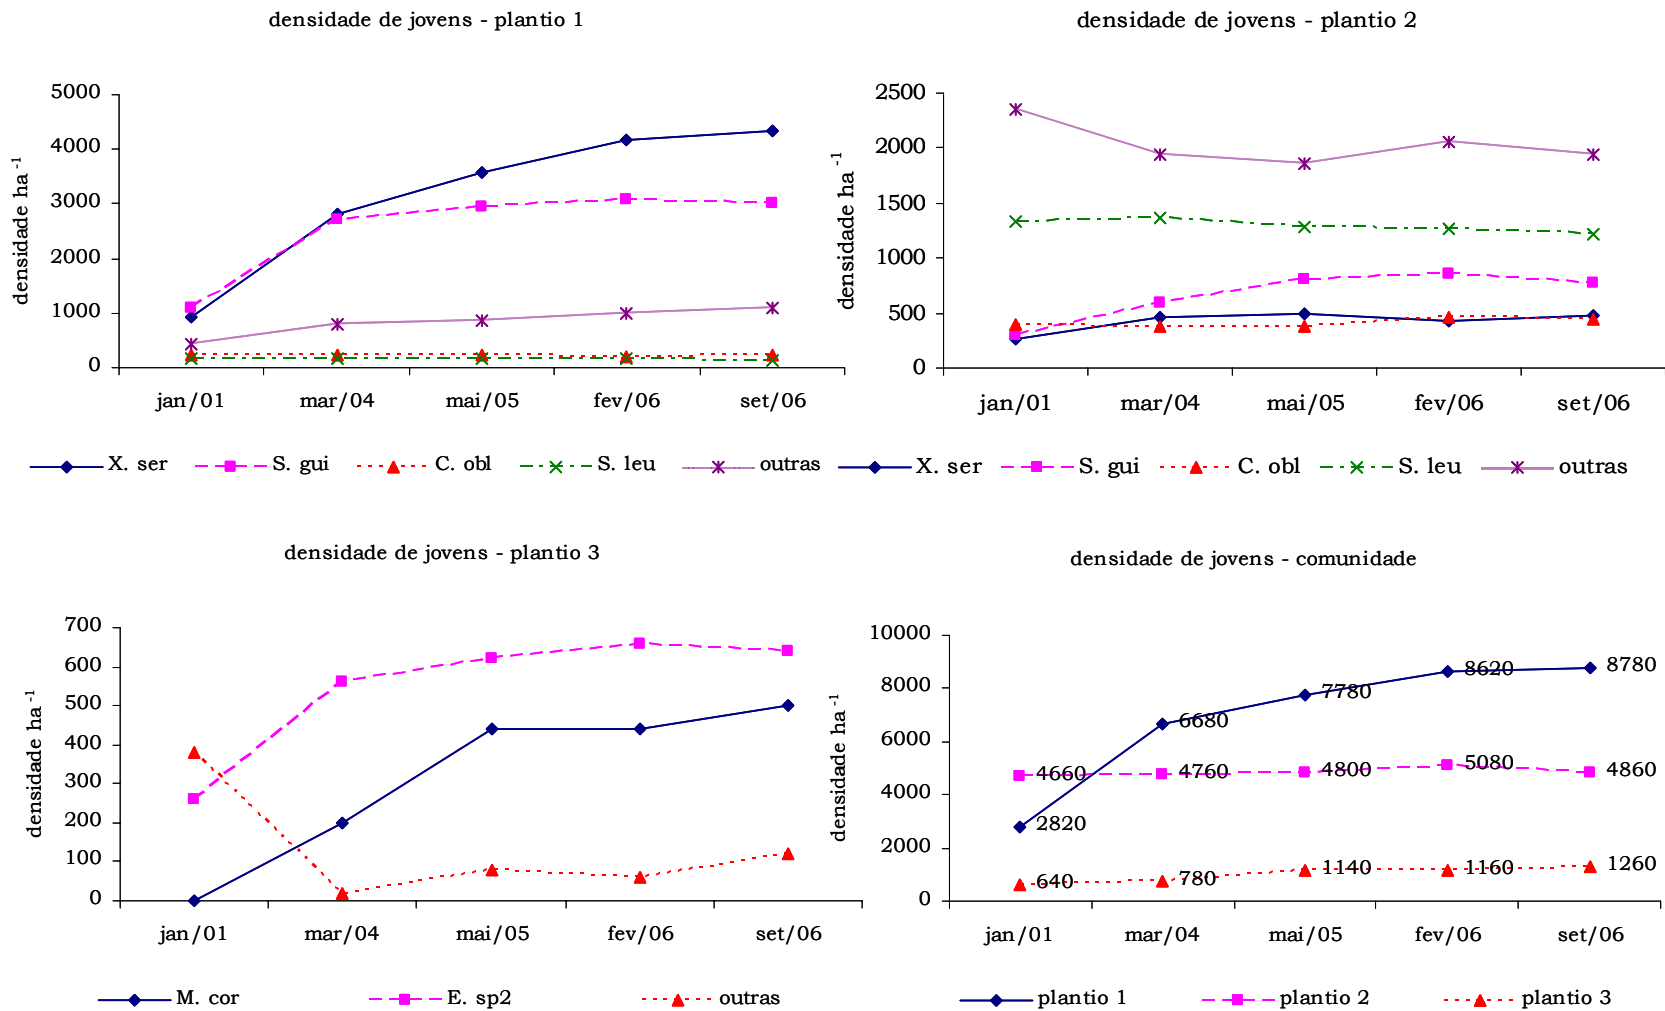 densidade de jovens - plantio 1
densidade ha⁻¹
5000
4000
3000
2000
1000
0
jan/01 mar/04 mai/05 fev/06 set/06
X. ser S. gui C. obl S. leu outras
densidade de jovens - plantio 2
densidade ha⁻¹
2500
2000
1500
1000
500
0
jan/01 mar/04 mai/05 fev/06 set/06
X. ser S. gui C. obl S. leu outras
densidade de jovens - plantio 3
densidade ha⁻¹
700
600
500
400
300
200
100
0
jan/01 mar/04 mai/05 fev/06 set/06
M. cor E. sp2 outras
densidade de jovens - comunidade
densidade ha⁻¹
10000
8000
6000
4000
2000
0
2820 6680 7780 8620 8780
4660 4760 4800 5080 4860
640 780 1140 1160 1260
jan/01 mar/04 mai/05 fev/06 set/06
plantio 1 plantio 2 plantio 3